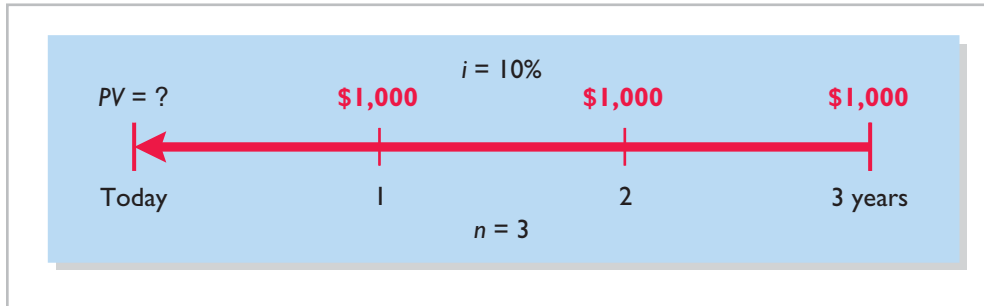 i = 10%
PV = ? $1,000 $1,000 $1,000
Today 1 2 3 years
n = 3